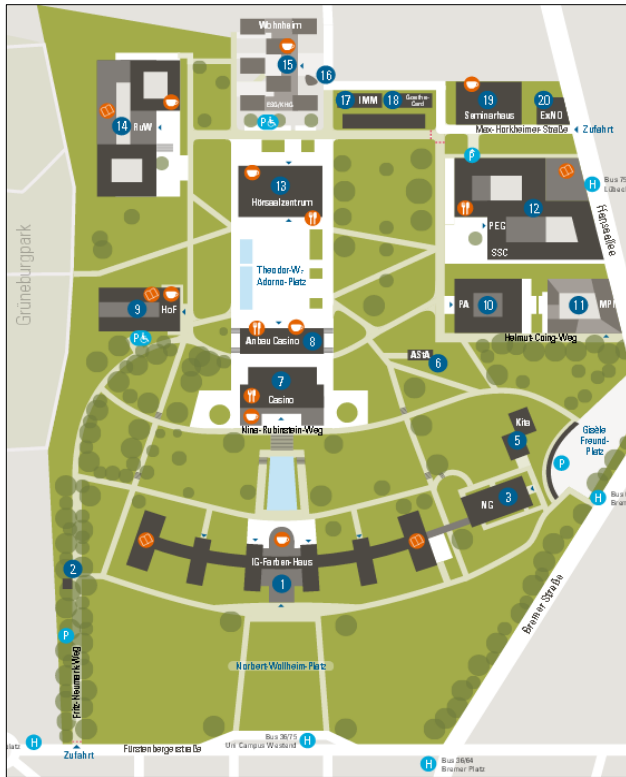 Wohnheim
15
16
ESG/KHG
P
14
RuW
17
IMM
18
Goethe-
Card
19
Seminarhaus
20
ExNO
Max-Horkheimer-Straße
Zufahrt
P
13
Hörsaalzentrum
12
PEG
SSC
H
Bus 75
Hansaallee
Grüneburgpark
Theodor-W.-
Adorno-Platz
9
HoF
P
PA
10
11
Helmut-Coing-Weg
Anbau Casino
8
AStA
6
7
Casino
Nina-Rubinstein-Weg
Kita
5
Gisèle
Freund-
Platz
P
3
NG
H
IG-Farben-Haus
1
2
P
Fritz-Neumark-Weg
Bremer Straße
Norbert-Wollheim-Platz
H
Zufahrt
Fürstenbergerstraße
Bus 36/75
Uni Campus Westend
H
H
Bus 36/64
Bremer Platz